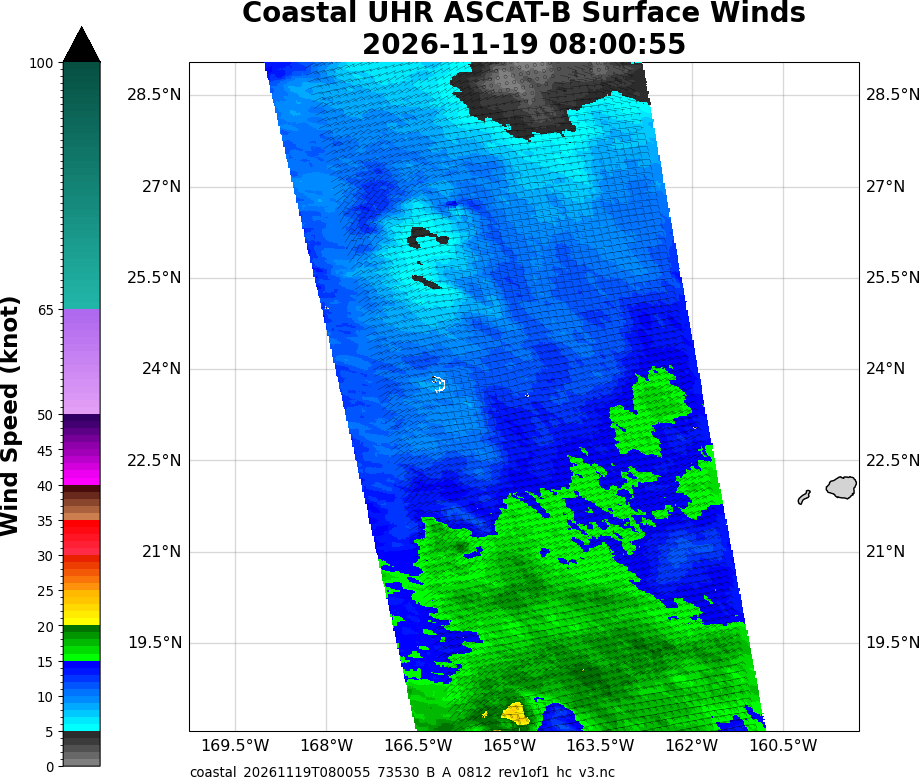 Coastal UHR ASCAT-B Surface Winds
2026-11-19 08:00:55
Wind Speed (knot)
100
65
50
45
40
35
30
25
20
15
10
5
0
28.5°N 28.5°N
27°N 27°N
25.5°N 25.5°N
24°N 24°N
22.5°N 22.5°N
21°N 21°N
19.5°N 19.5°N
169.5°W 168°W 166.5°W 165°W 163.5°W 162°W 160.5°W
coastal_20261119T080055_73530_B_A_0812_rev1of1_hc_v3.nc